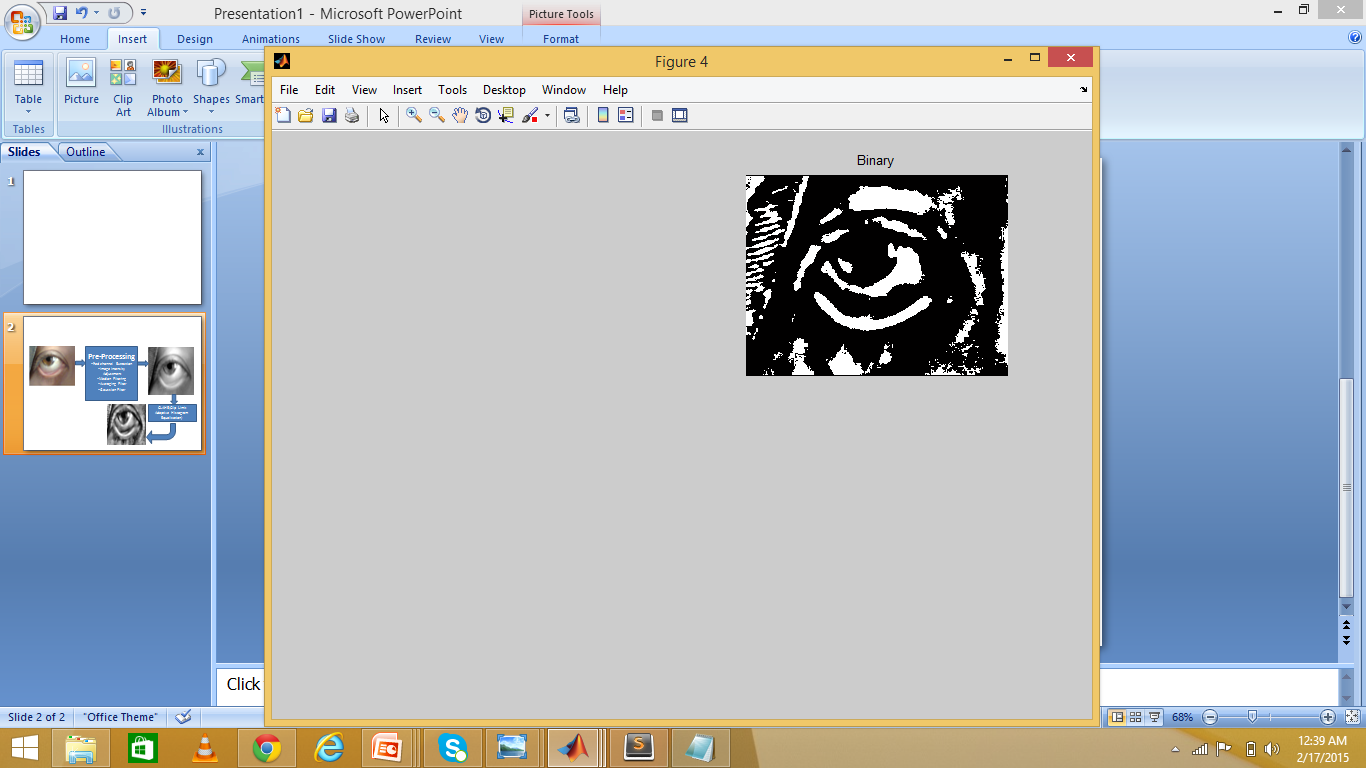 Presentation1 - Microsoft PowerPoint
Picture Tools
Home Insert Design Animations Slide Show Review View Format
Table
Picture
Clip Art
Photo Album
Shapes
Smart
Tables
Illustrations
Slides Outline x
1
2
Pre-Processing
Figure 4
File Edit View Insert Tools Desktop Window Help
Binary
Click
Slide 2 of 2 "Office Theme"
68%
12:39 AM
2/17/2015